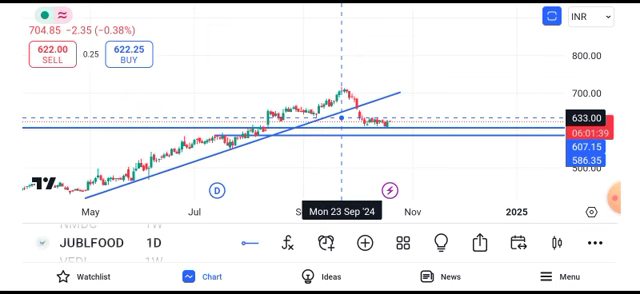 INR
704.85 −2.35 (−0.38%)
622.00
SELL
0.25
622.25
BUY
800.00
700.00
633.00
06:01:39
607.15
586.35
500.00
D
May
Jul
Mon 23 Sep '24
Nov
2025
JUBLFOOD
1D
1W
Watchlist
Chart
Ideas
News
Menu